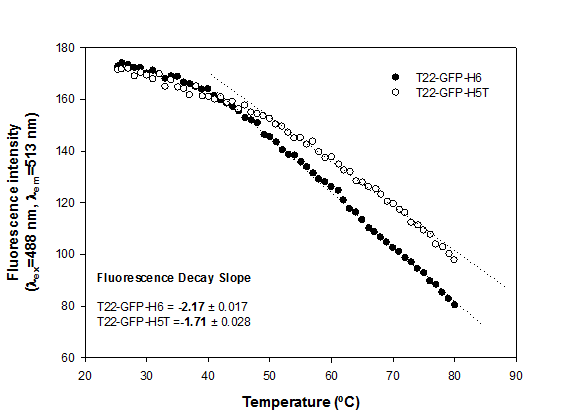 180
160
140
120
100
80
60
20
30
40
50
60
70
80
90
Fluorescence intensity
(λex=488 nm, λem=513 nm)
T22-GFP-H6
T22-GFP-H5T
Fluorescence Decay Slope
T22-GFP-H6 = -2.17 ± 0.017
T22-GFP-H5T =-1.71 ± 0.028
Temperature (ºC)